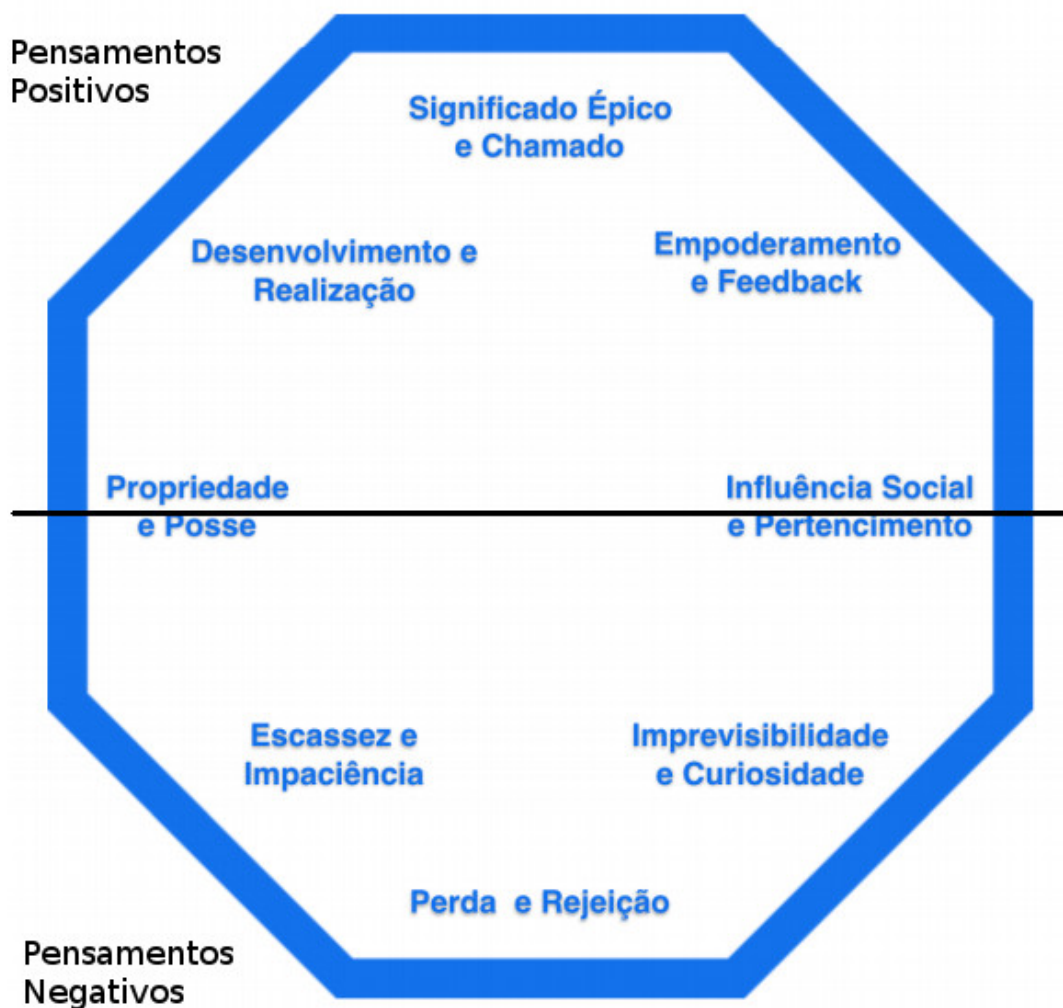 Pensamentos
Positivos
Significado Épico
e Chamado
Desenvolvimento e
Realização
Empoderamento
e Feedback
Propriedade
e Posse
Influência Social
e Pertencimento
Escassez e
Impaciência
Imprevisibilidade
e Curiosidade
Perda e Rejeição
Pensamentos
Negativos